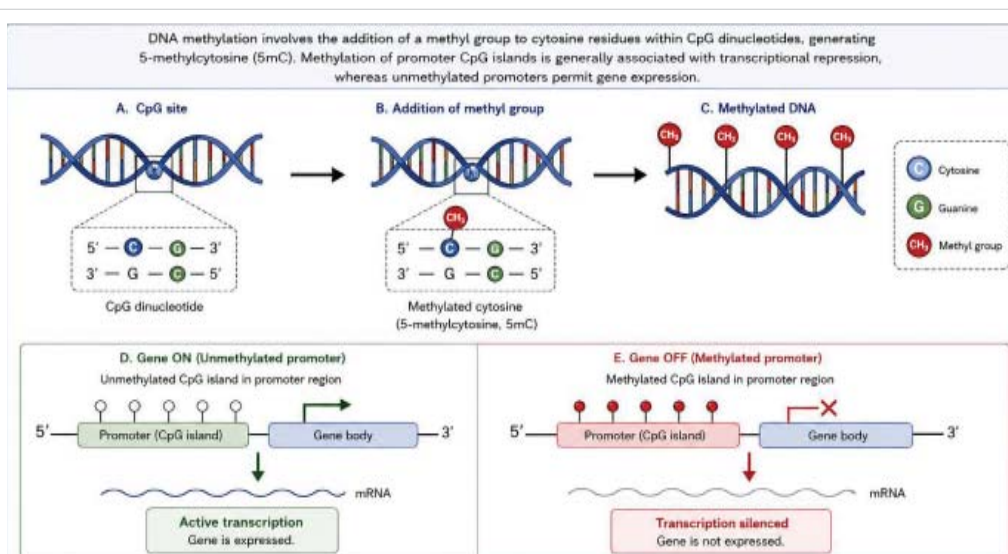 DNA methylation involves the addition of a methyl group to cytosine residues within CpG dinucleotides, generating
5-methylcytosine (5mC). Methylation of promoter CpG islands is generally associated with transcriptional repression,
whereas unmethylated promoters permit gene expression.
A. CpG site
B. Addition of methyl group
C. Methylated DNA
CH₃ CH₃ CH₃ CH₃
C
C
C Cytosine
G Guanine
CH₃ Methyl group
5' — C — G — 3'
3' — G — C — 5'
CpG dinucleotide
CH₃
5' — C — G — 3'
3' — G — C — 5'
Methylated cytosine
(5-methylcytosine, 5mC)
D. Gene ON (Unmethylated promoter)
Unmethylated CpG island in promoter region
5' Promoter (CpG island) Gene body 3'
mRNA
Active transcription
Gene is expressed.
E. Gene OFF (Methylated promoter)
Methylated CpG island in promoter region
5' Promoter (CpG island) Gene body 3'
mRNA
Transcription silenced
Gene is not expressed.